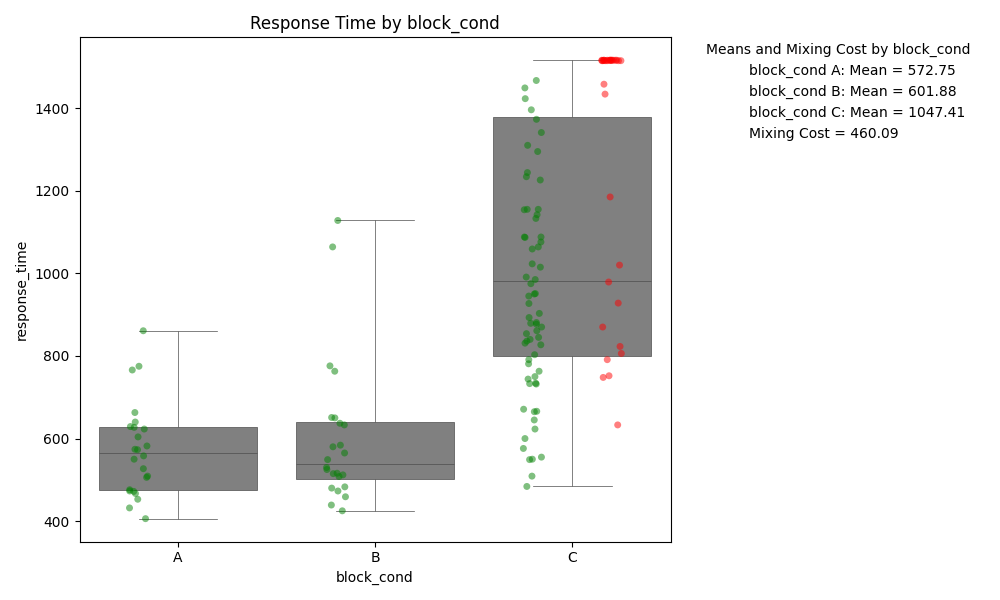 Response Time by block_cond
Means and Mixing Cost by block_cond
block_cond A: Mean = 572.75
block_cond B: Mean = 601.88
block_cond C: Mean = 1047.41
Mixing Cost = 460.09
response_time
1400
1200
1000
800
600
400
A
B
C
block_cond